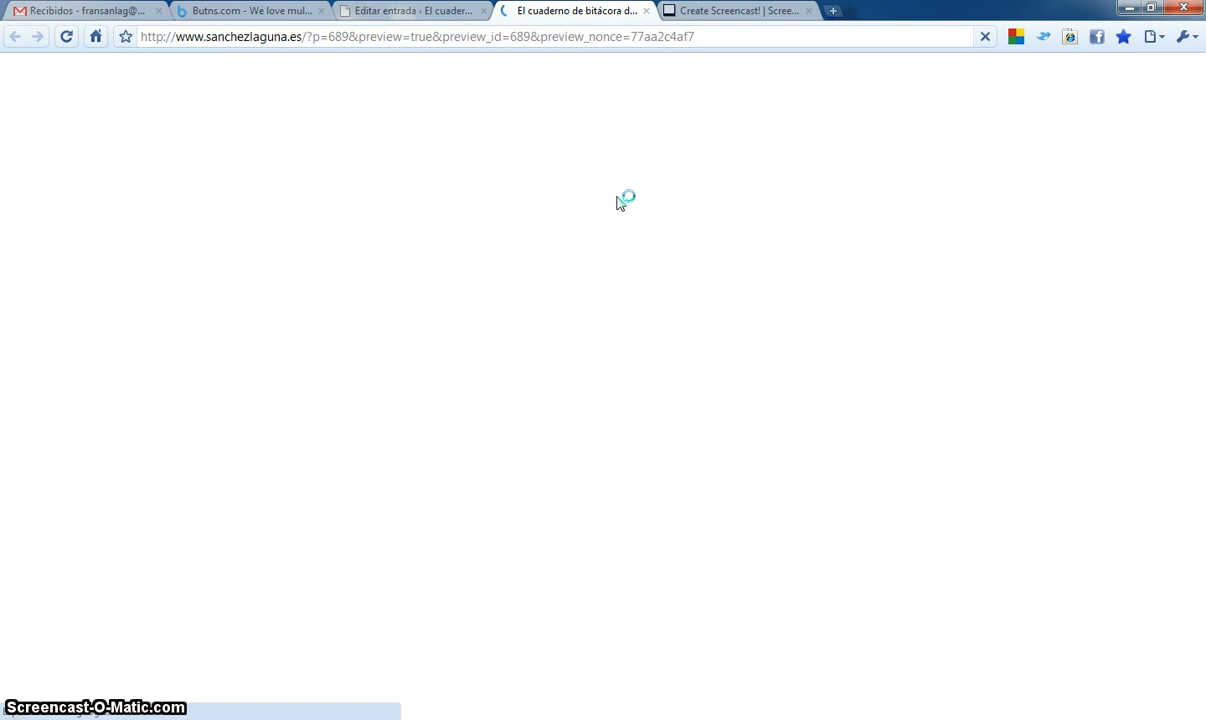 Recibidos - fransanlag@...
Butns.com - We love mul...
Editar entrada ‹ El cuader...
El cuaderno de bitácora d...
Create Screencast! | Scree...
http://www.sanchezlaguna.es/?p=689&preview=true&preview_id=689&preview_nonce=77aa2c4af7
Screencast-O-Matic.com